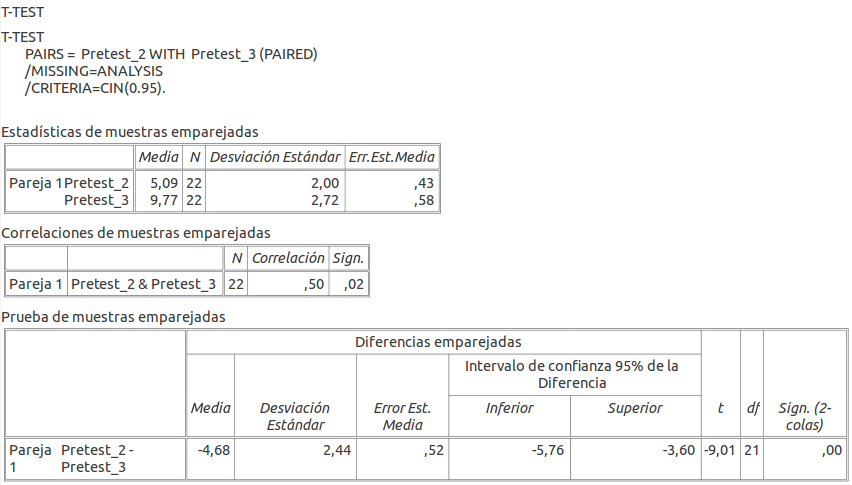 T-TEST
T-TEST
PAIRS = Pretest_2 WITH Pretest_3 (PAIRED)
/MISSING=ANALYSIS
/CRITERIA=CIN(0.95).
Estadísticas de muestras emparejadas
Media N Desviación Estándar Err.Est.Media
Pareja 1 Pretest_2 5,09 22 2,00 ,43
Pretest_3 9,77 22 2,72 ,58
Correlaciones de muestras emparejadas
N Correlación Sign.
Pareja 1 Pretest_2 & Pretest_3 22 ,50 ,02
Prueba de muestras emparejadas
Diferencias emparejadas
Intervalo de confianza 95% de la
Diferencia
Media Desviación Error Est. Inferior Superior t df Sign. (2-
Estándar Media colas)
Pareja Pretest_2 - -4,68 2,44 ,52 -5,76 -3,60 -9,01 21 ,00
1 Pretest_3